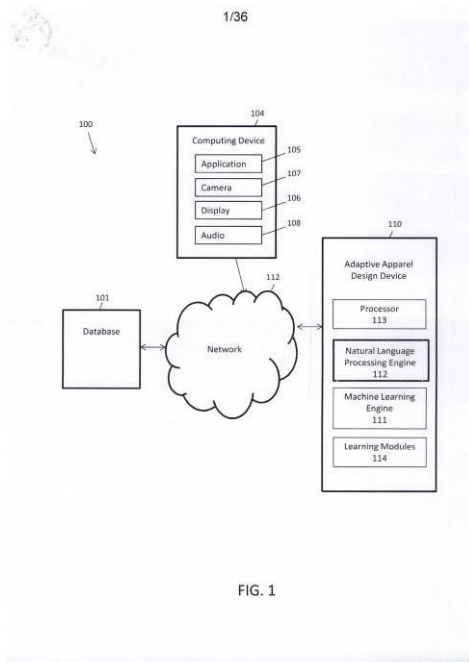 1/36
100
104
Computing Device
Application
105
Camera
107
Display
106
Audio
108
112
Network
101
Database
110
Adaptive Apparel
Design Device
Processor
113
Natural Language
Processing Engine
112
Machine Learning
Engine
111
Learning Modules
114
FIG. 1